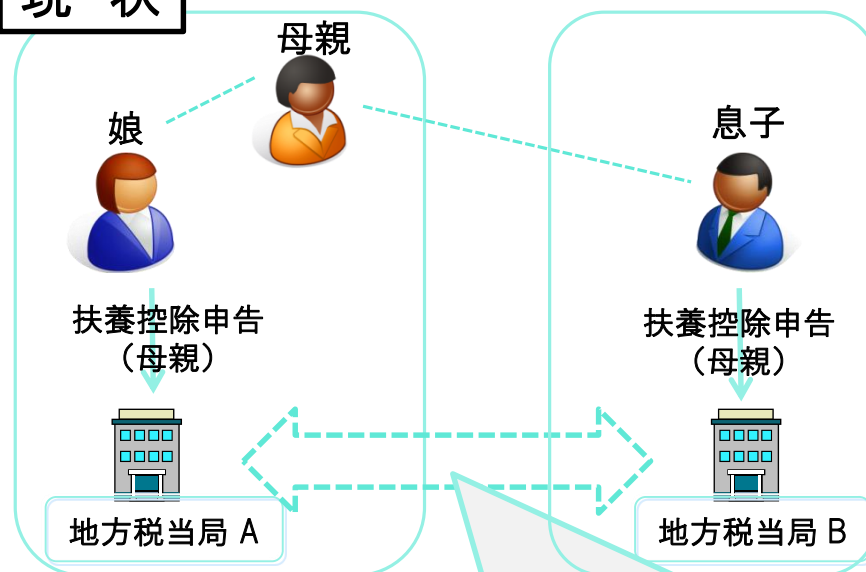 現 状
母親
娘
息子
扶養控除申告
（母親）
扶養控除申告
（母親）
地方税当局 A
地方税当局 B